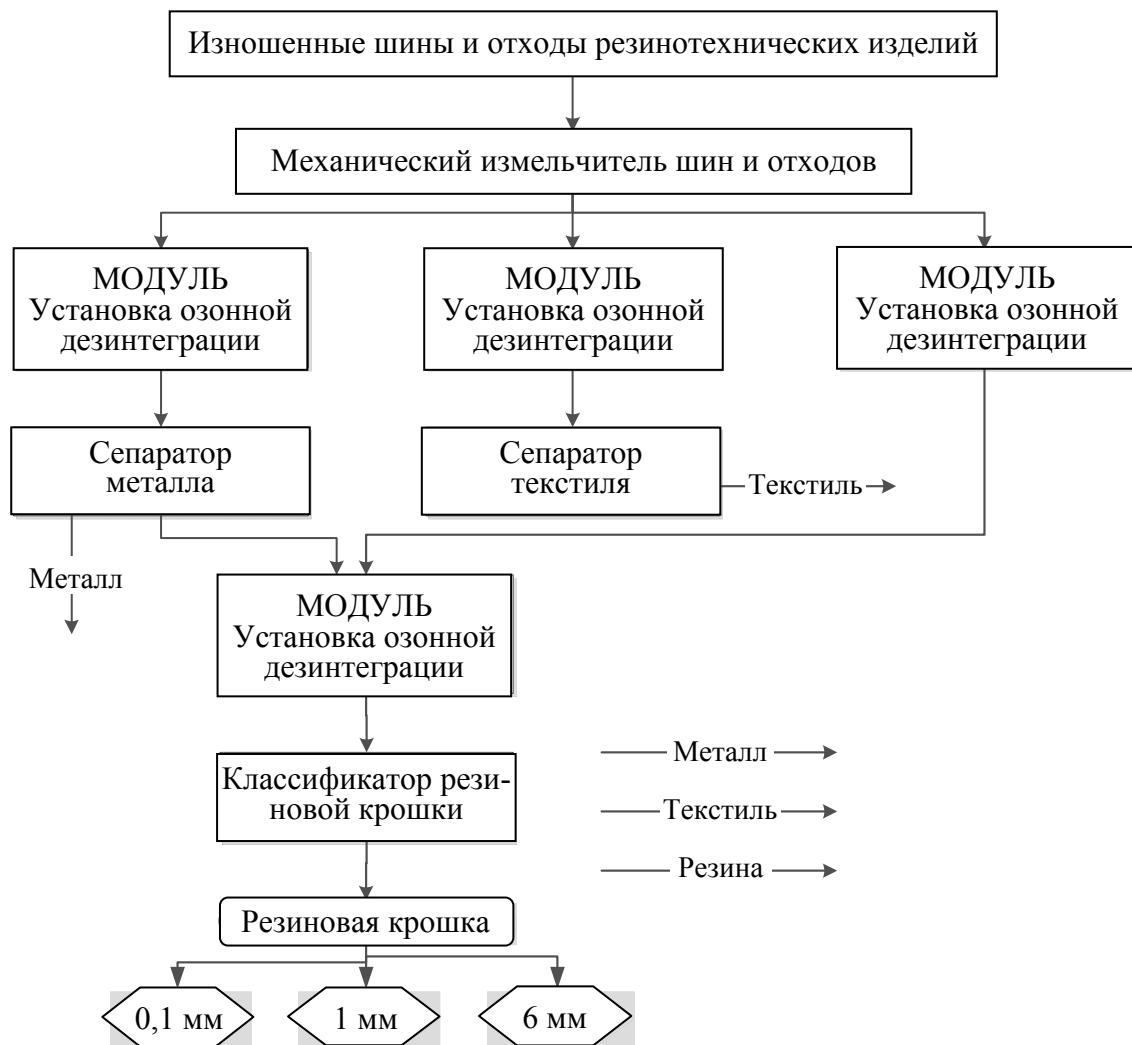 Изношенные шины и отходы резинотехнических изделий
Механический измельчитель шин и отходов
МОДУЛЬ
Установка озонной
дезинтеграции
МОДУЛЬ
Установка озонной
дезинтеграции
МОДУЛЬ
Установка озонной
дезинтеграции
Сепаратор
металла
Сепаратор
текстиля
Текстиль
Металл
МОДУЛЬ
Установка озонной
дезинтеграции
Классификатор рези-
новой крошки
Металл
Текстиль
Резина
Резиновая крошка
0,1 мм
1 мм
6 мм